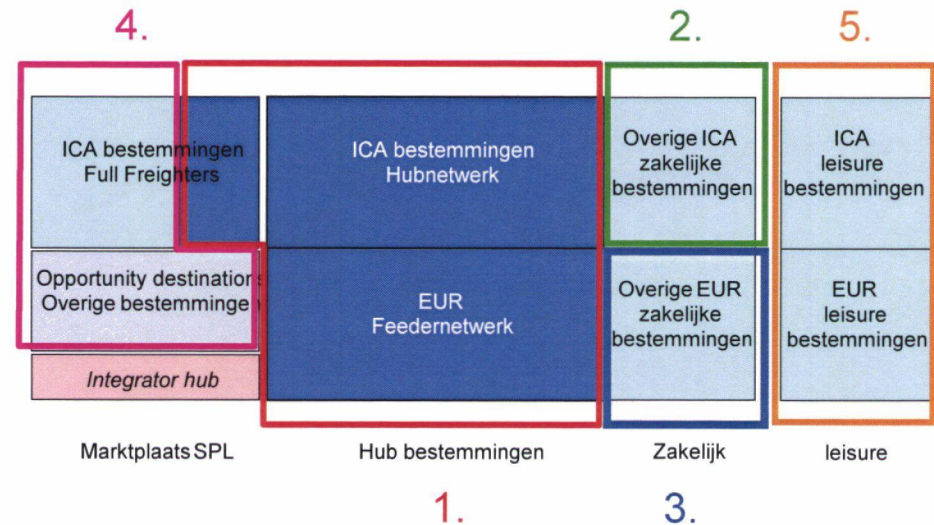 4.
2.
5.
ICA bestemmingen
Full Freighters
ICA bestemmingen
Hubnetwerk
Overige ICA
zakelijke
bestemmingen
ICA
leisure
bestemmingen
Opportunity destinations
Overige bestemmingen
EUR
Feedernetwerk
Overige EUR
zakelijke
bestemmingen
EUR
leisure
bestemmingen
Integrator hub
Marktplaats SPL
Hub bestemmingen
Zakelijk
leisure
1.
3.